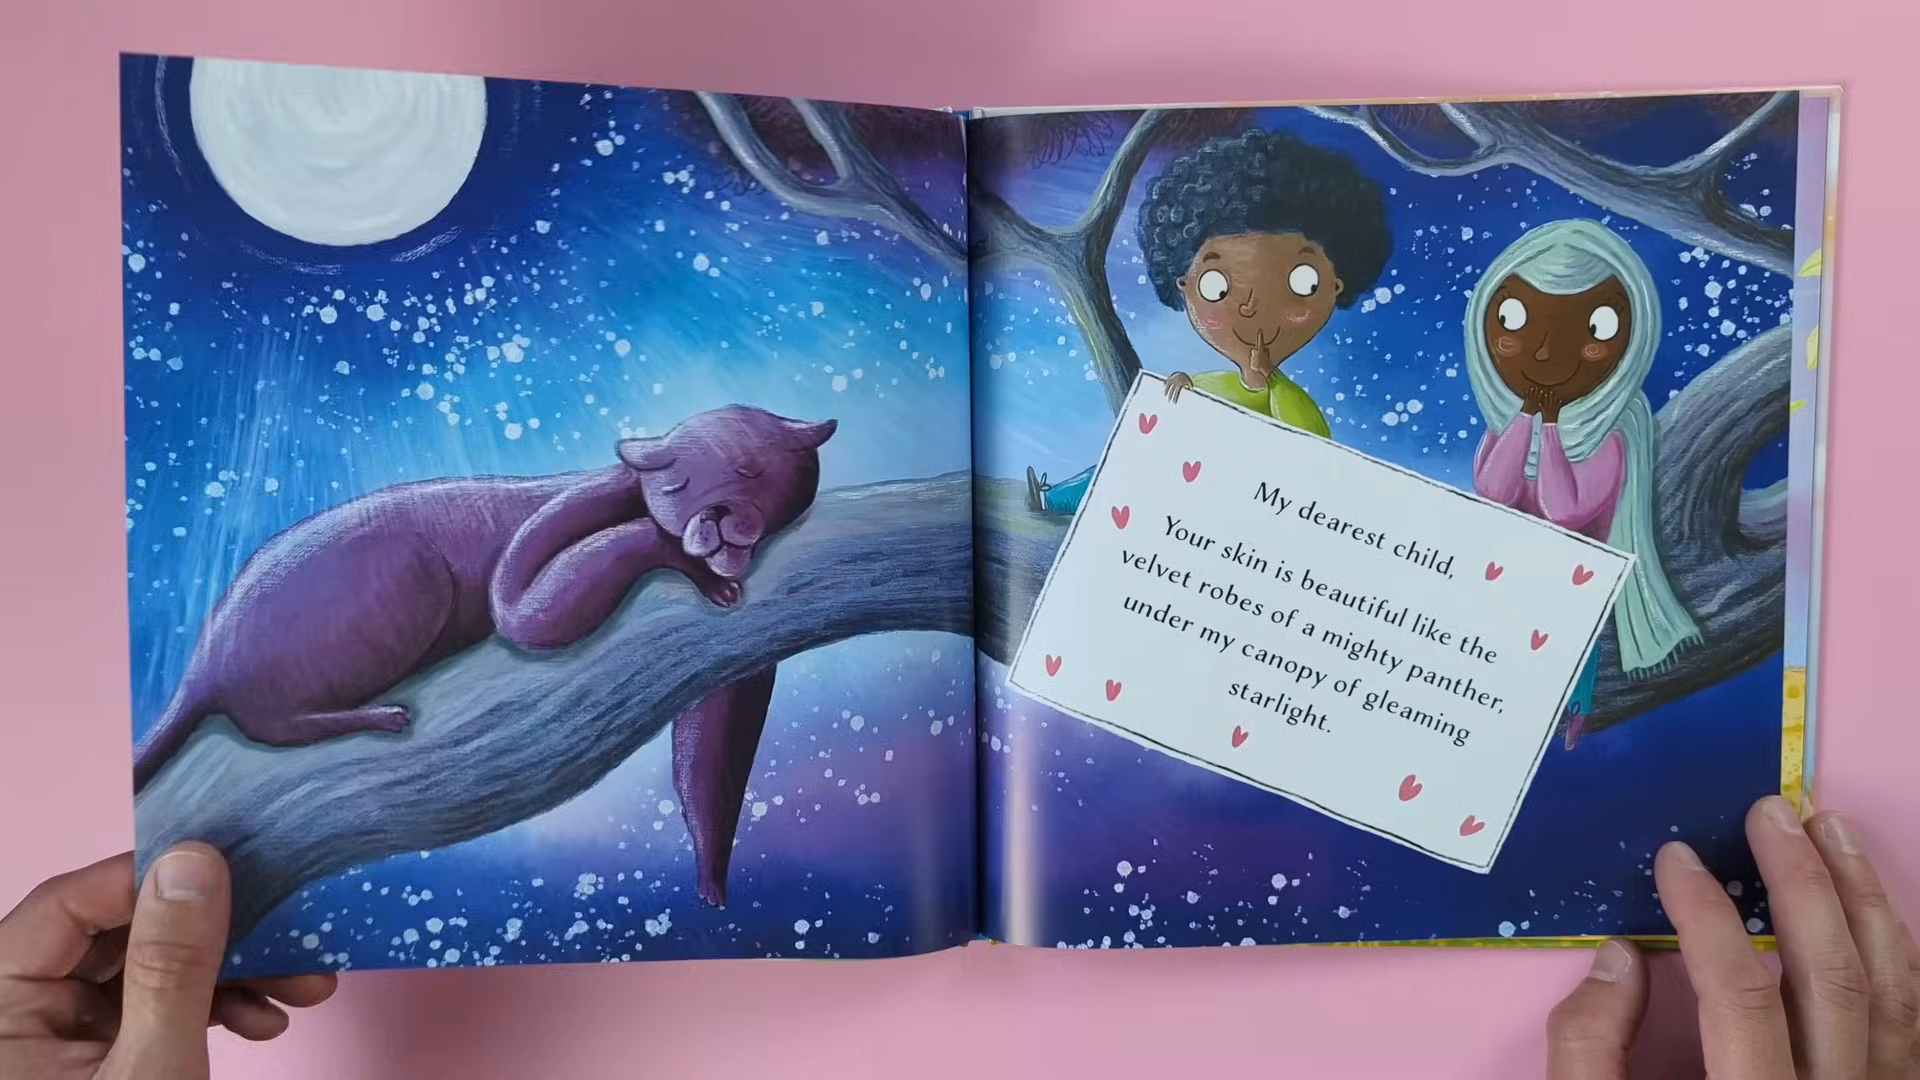 My dearest child,
Your skin is beautiful like the
velvet robes of a mighty panther,
under my canopy of gleaming
starlight.